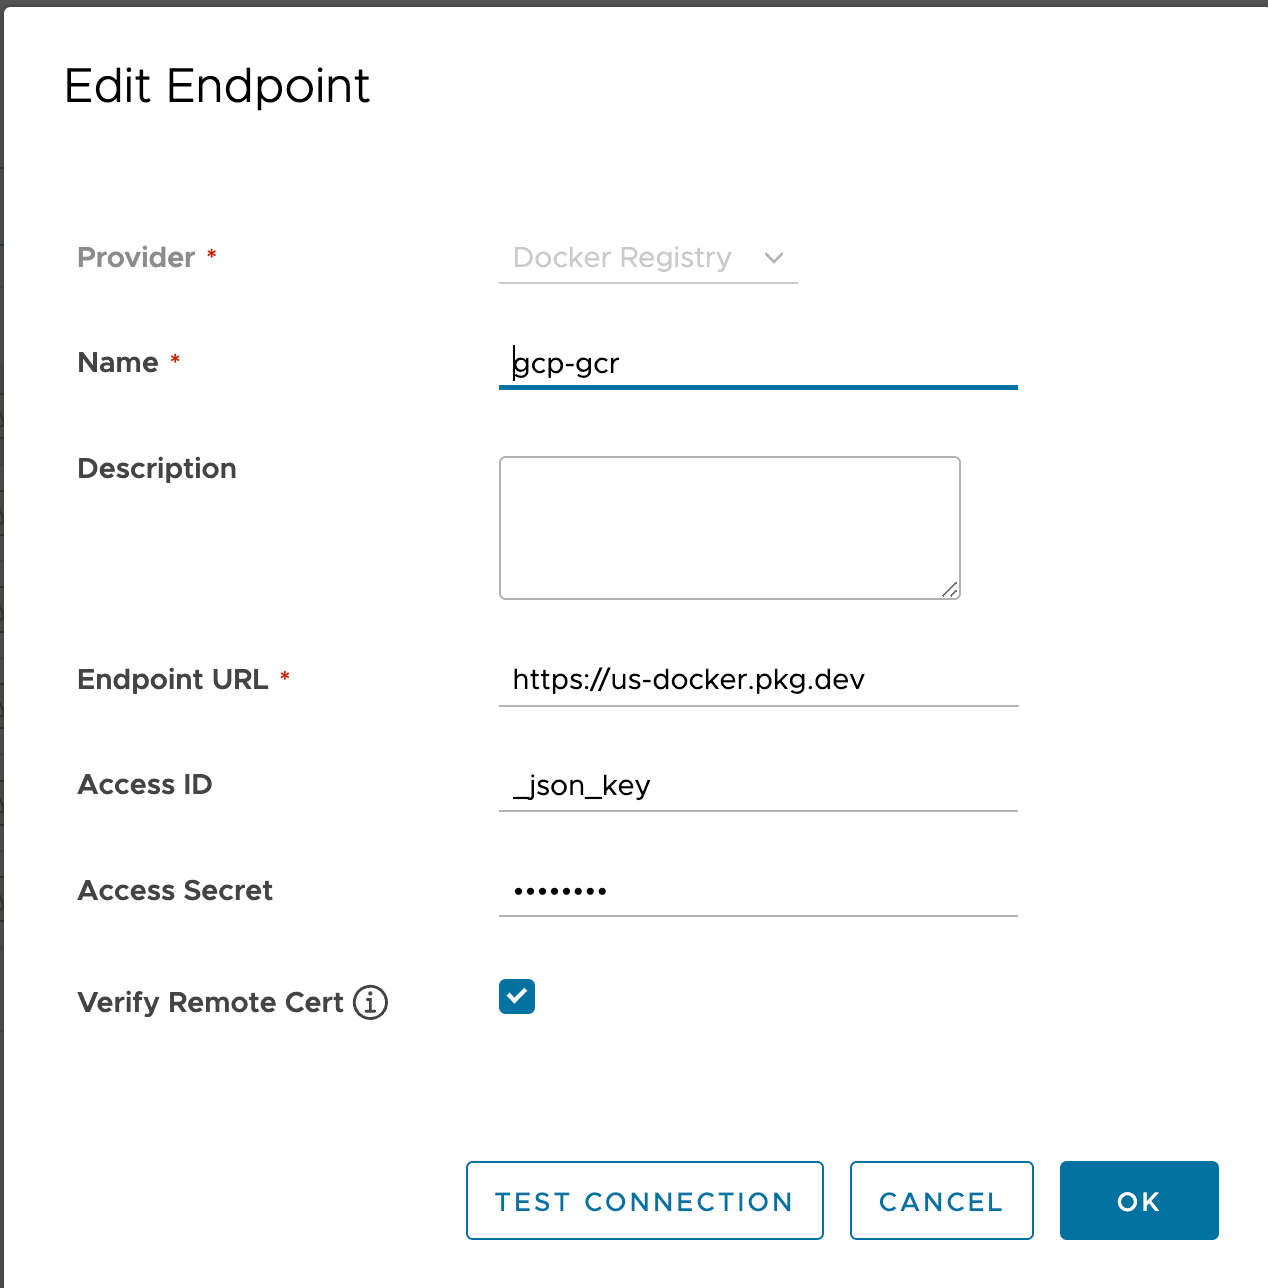 Edit Endpoint
Provider *
Docker Registry
Name *
gcp-gcr
Description
Endpoint URL *
https://us-docker.pkg.dev
Access ID
_json_key
Access Secret
••••••••
Verify Remote Cert
TEST CONNECTION
CANCEL
OK